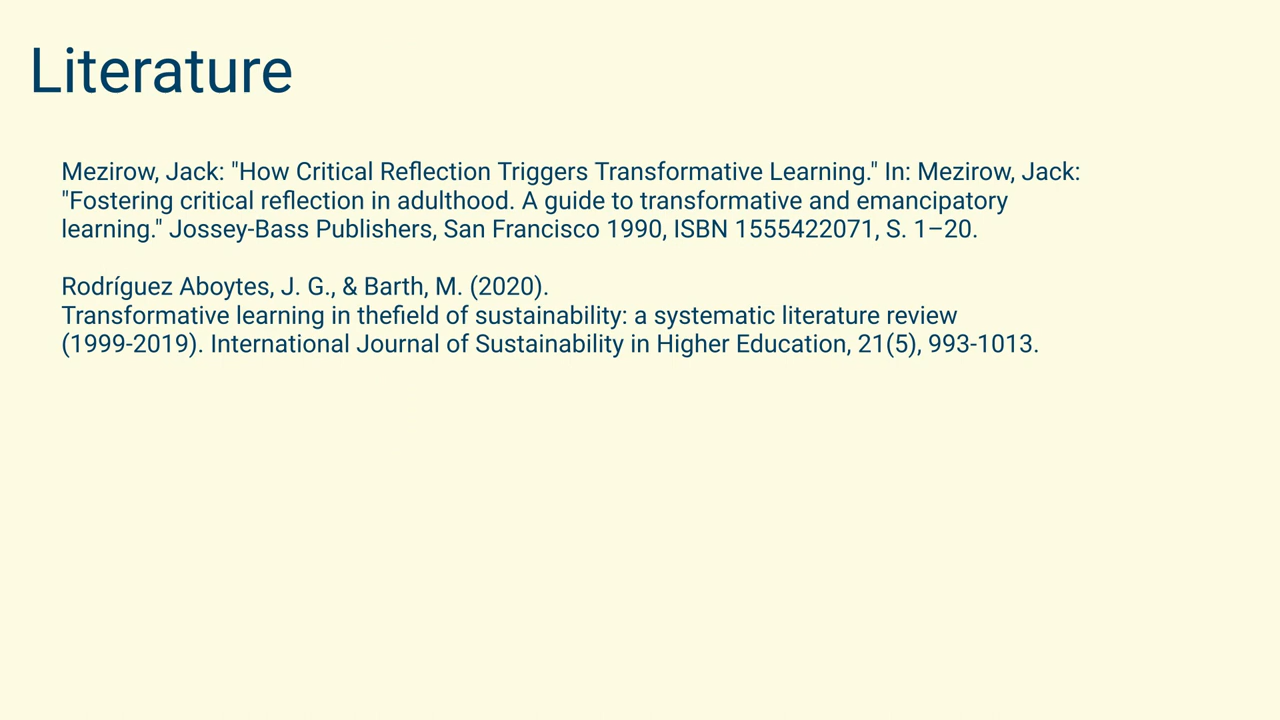 Literature
Mezirow, Jack: "How Critical Reflection Triggers Transformative Learning." In: Mezirow, Jack:
"Fostering critical reflection in adulthood. A guide to transformative and emancipatory
learning." Jossey-Bass Publishers, San Francisco 1990, ISBN 1555422071, S. 1–20.
Rodríguez Aboytes, J. G., & Barth, M. (2020).
Transformative learning in thefield of sustainability: a systematic literature review
(1999-2019). International Journal of Sustainability in Higher Education, 21(5), 993-1013.